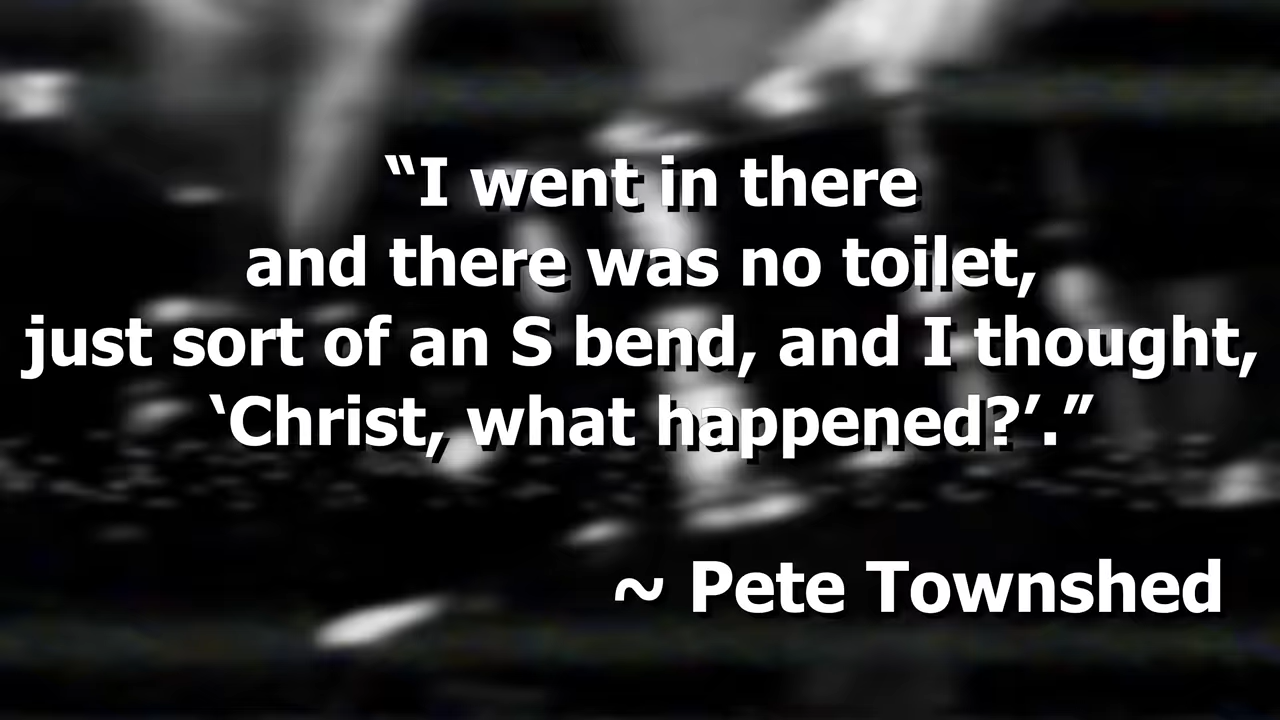 “I went in there
and there was no toilet,
just sort of an S bend, and I thought,
‘Christ, what happened?’.”
~ Pete Townshed